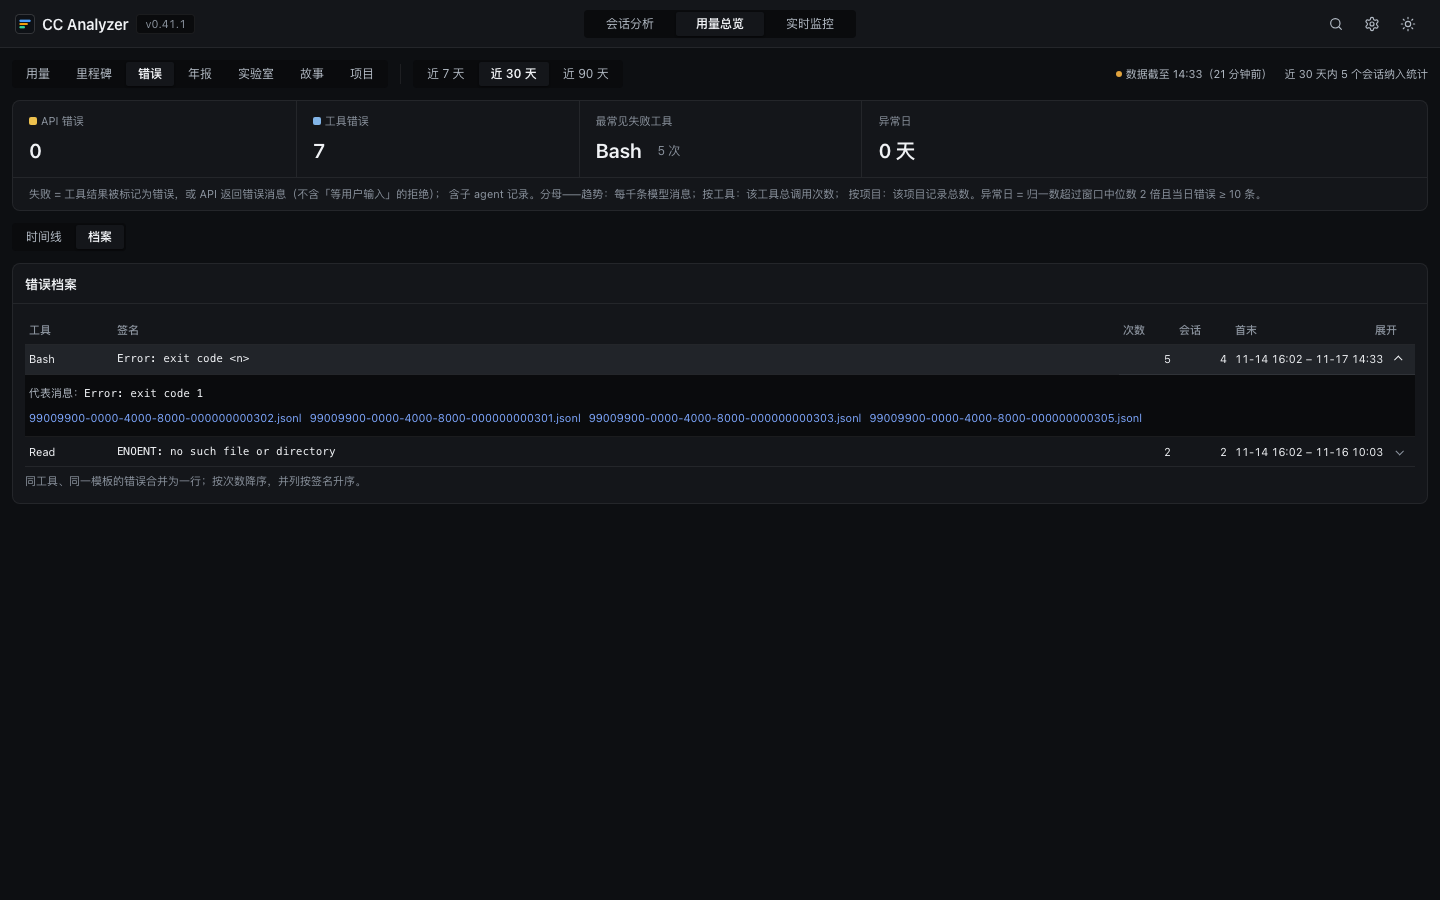 CC Analyzer v0.41.1 会话分析 用量总览 实时监控
用量 里程碑 错误 年报 实验室 故事 项目 近 7 天 近 30 天 近 90 天 数据截至 14:33（21 分钟前） 近 30 天内 5 个会话纳入统计
API 错误 工具错误 最常见失败工具 异常日
0 7 Bash 5 次 0 天
失败 = 工具结果被标记为错误，或 API 返回错误消息（不含「等用户输入」的拒绝）；含子 agent 记录。分母——趋势：每千条模型消息；按工具：该工具总调用次数；按项目：该项目记录总数。异常日 = 归一数超过窗口中位数 2 倍且当日错误 ≥ 10 条。
时间线 档案
错误档案
工具 签名 次数 会话 首末 展开
Bash Error: exit code <n> 5 4 11-14 16:02 – 11-17 14:33
代表消息：Error: exit code 1
99009900-0000-4000-8000-000000000302.jsonl 99009900-0000-4000-8000-000000000301.jsonl 99009900-0000-4000-8000-000000000303.jsonl 99009900-0000-4000-8000-000000000305.jsonl
Read ENOENT: no such file or directory 2 2 11-14 16:02 – 11-16 10:03
同工具、同一模板的错误合并为一行；按次数降序，并列按签名升序。